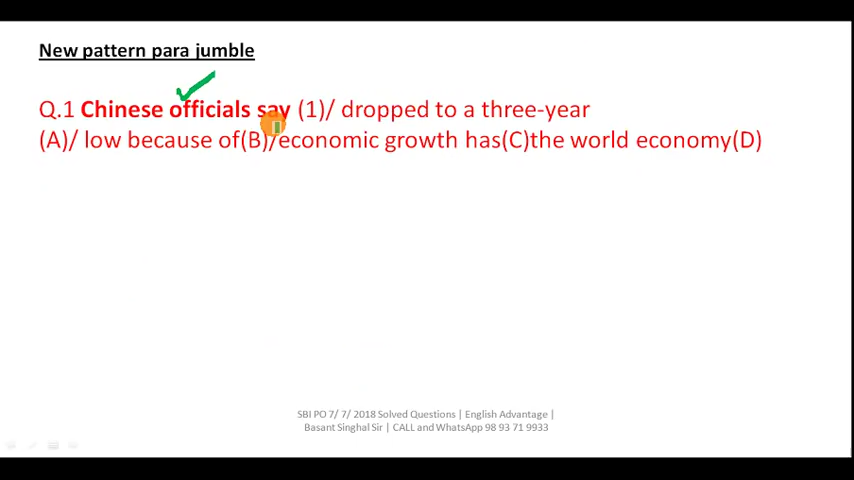 New pattern para jumble
Q.1 Chinese officials say (1)/ dropped to a three-year
(A)/ low because of(B)/economic growth has(C)the world economy(D)
SBI PO 7/ 7/ 2018 Solved Questions | English Advantage |
Basant Singhal Sir | CALL and WhatsApp 98 93 71 9933